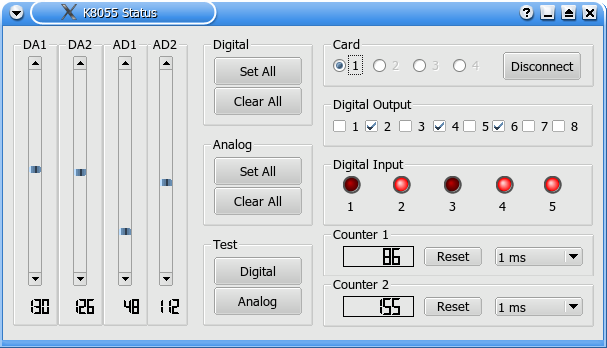 K8055 Status
DA1 DA2 AD1 AD2
130 126 48 112
Digital
Set All
Clear All
Analog
Set All
Clear All
Test
Digital
Analog
Card
1 2 3 4 Disconnect
Digital Output
1 2 3 4 5 6 7 8
Digital Input
1 2 3 4 5
Counter 1
86 Reset 1 ms
Counter 2
155 Reset 1 ms